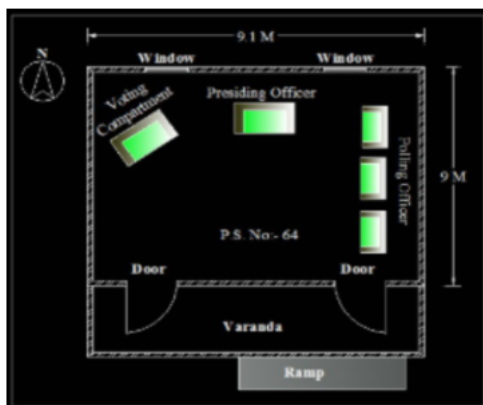 9.1 M
N
Window
Window
Voting
Compartment
Presiding Officer
Polling Officer
9 M
P.S. No:- 64
Door
Door
Varanda
Ramp